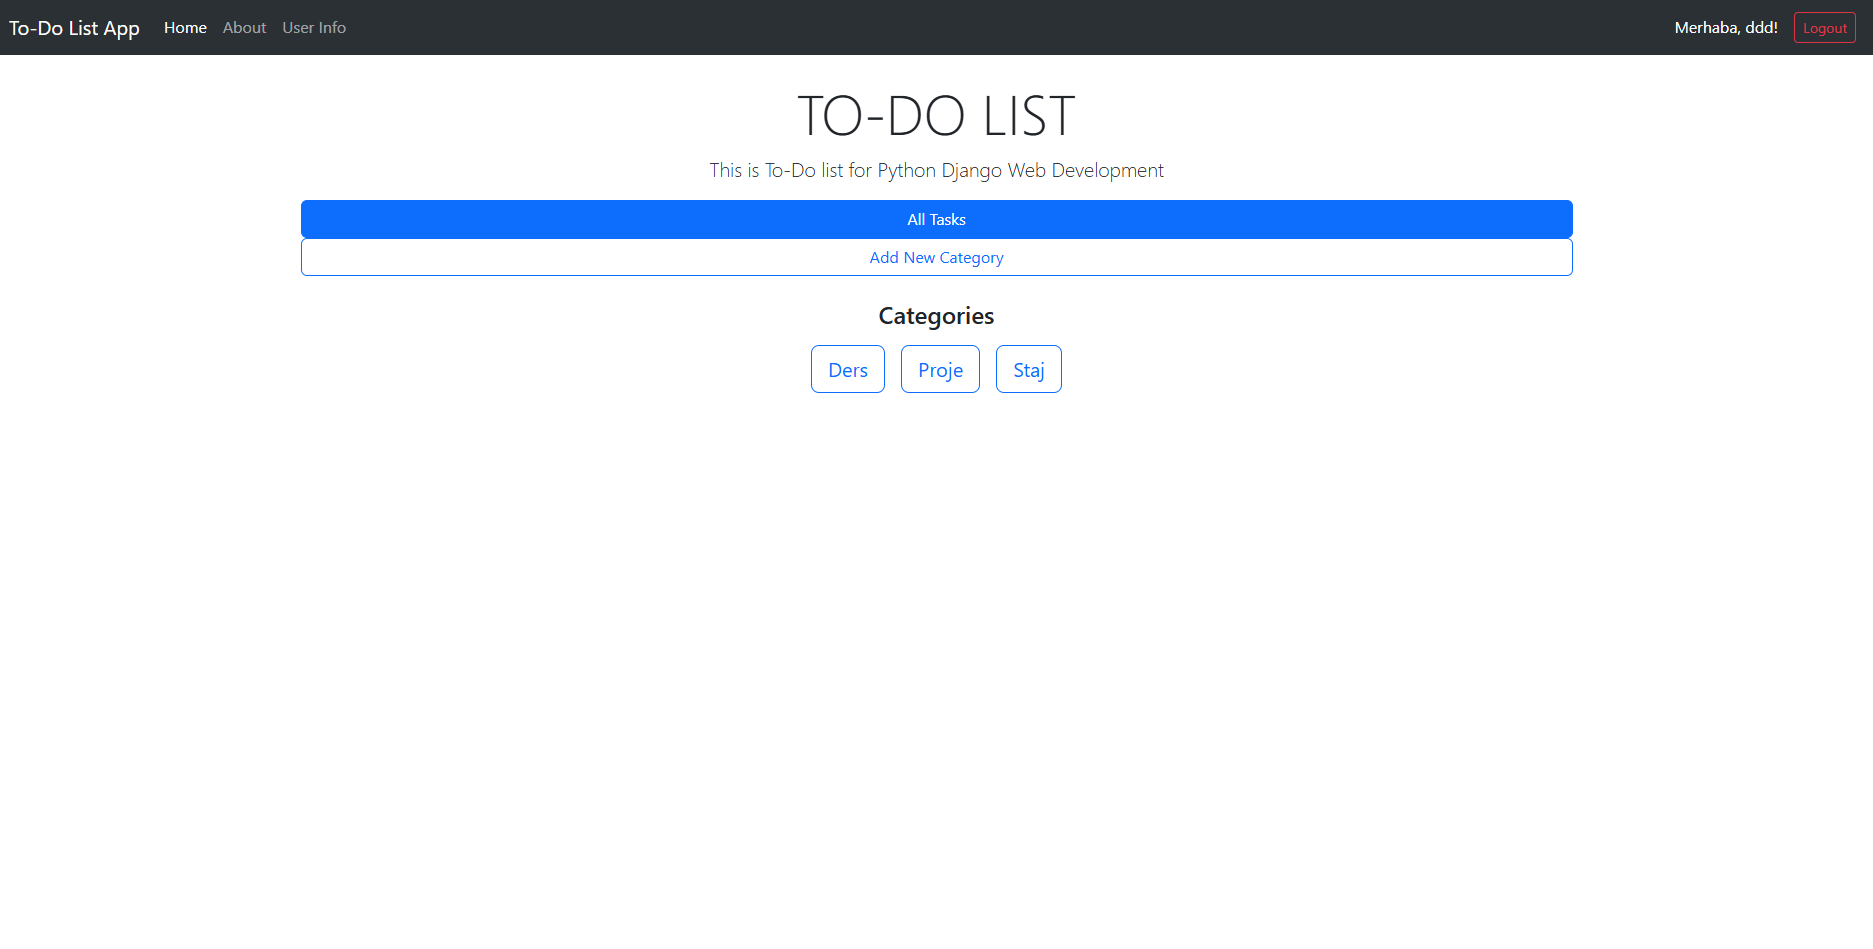 To-Do List App Home About User Info Merhaba, ddd! Logout
TO-DO LIST
This is To-Do list for Python Django Web Development
All Tasks
Add New Category
Categories
Ders Proje Staj